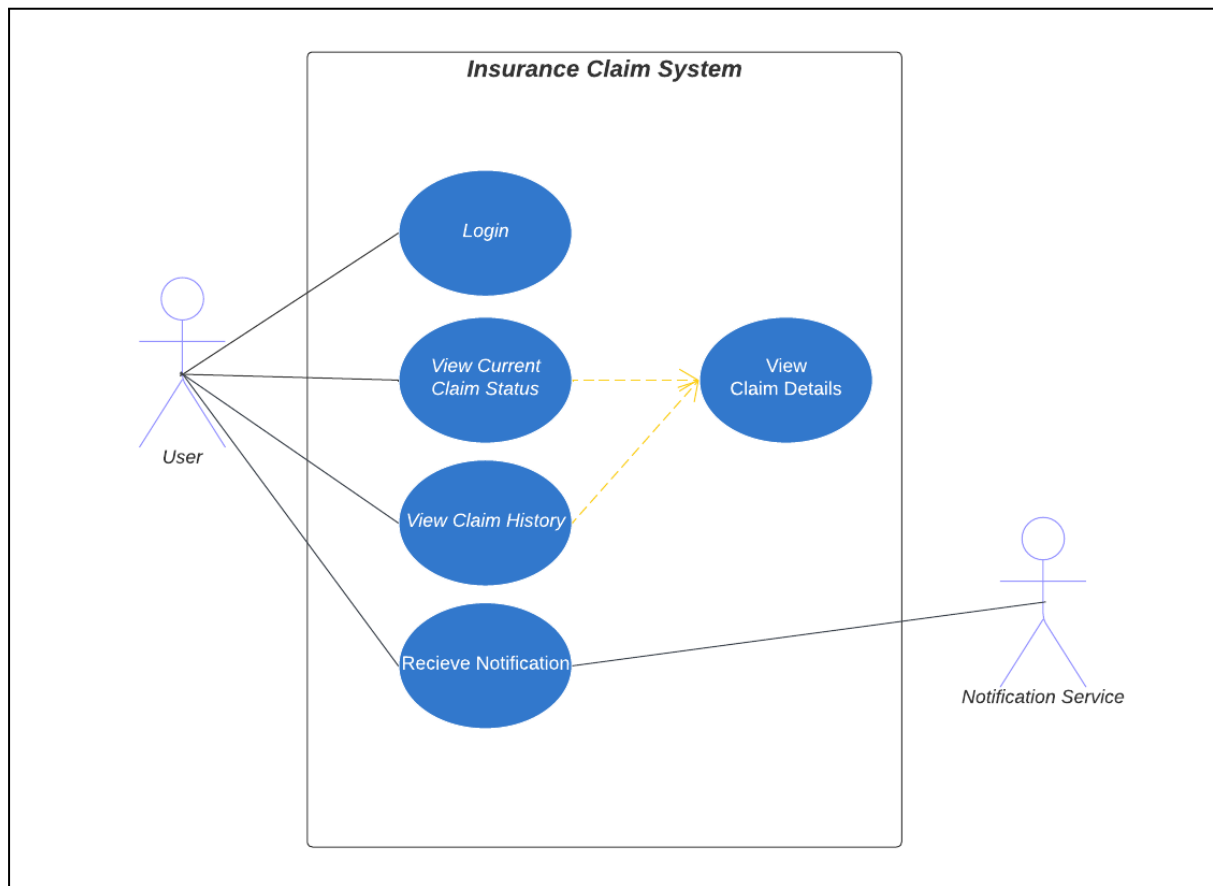 Insurance Claim System
Login
View Current
Claim Status
View
Claim Details
User
View Claim History
Recieve Notification
Notification Service